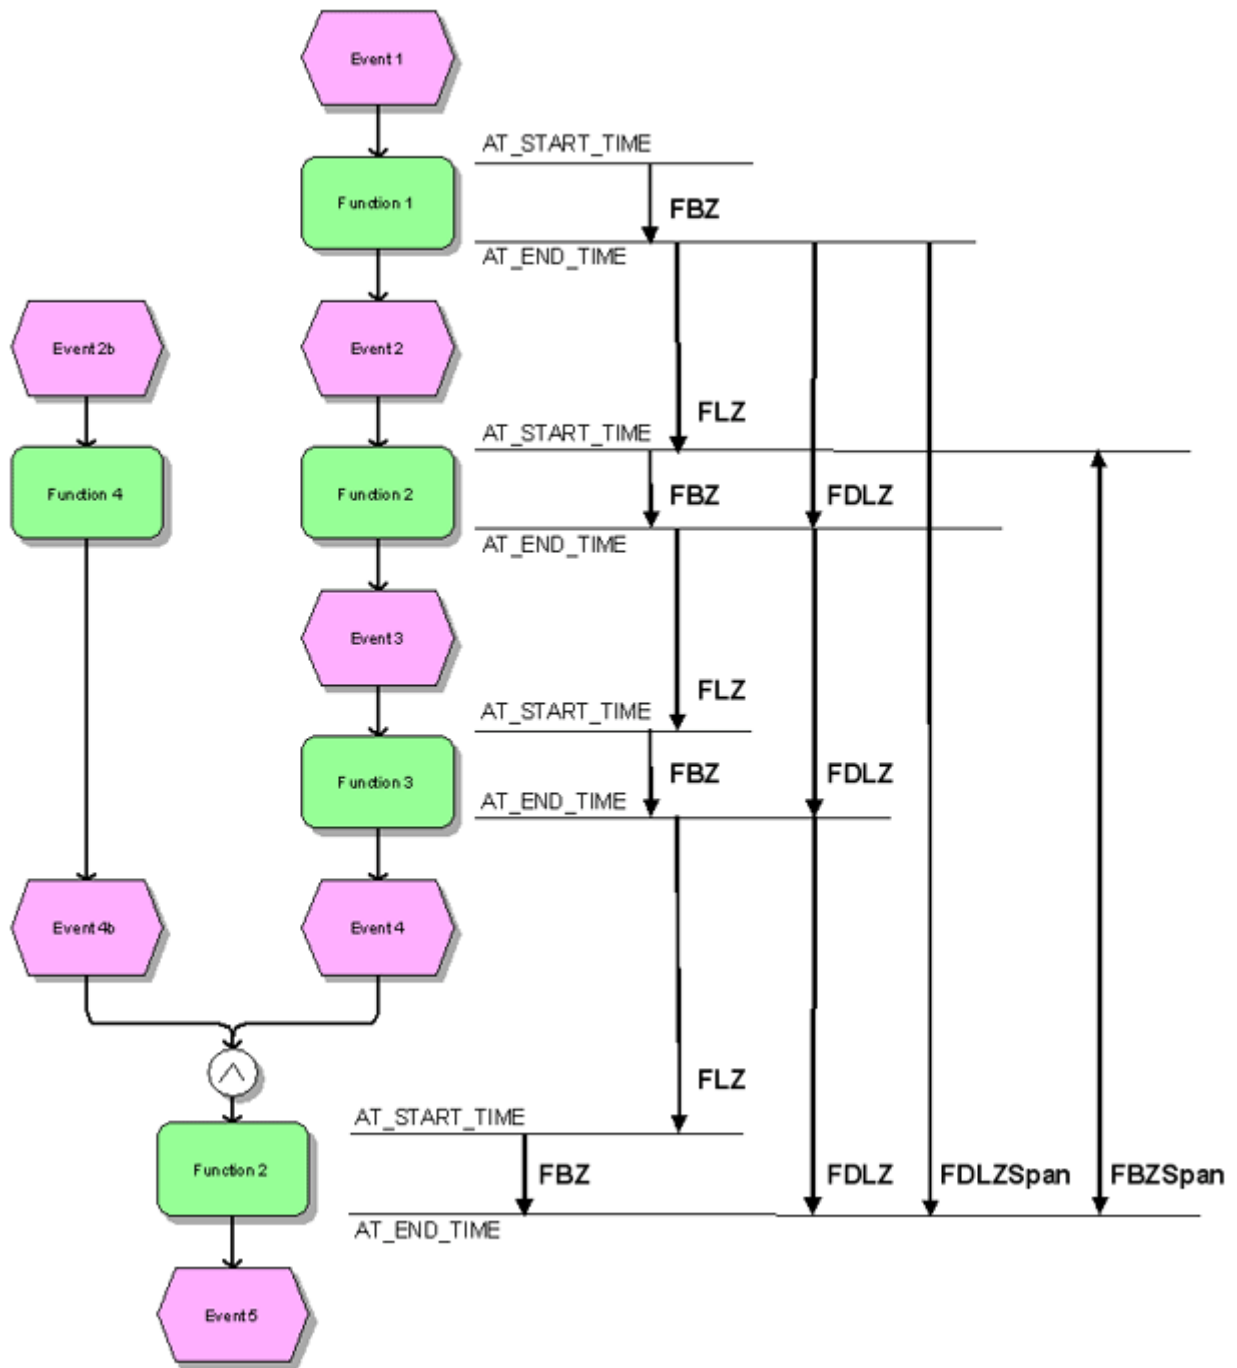 Event 1
AT_START_TIME
Function 1
FBZ
AT_END_TIME
Event 2b
Event 2
FLZ
AT_START_TIME
Function 4
Function 2
FBZ
FDLZ
AT_END_TIME
Event 3
FLZ
AT_START_TIME
Function 3
FBZ
FDLZ
AT_END_TIME
Event 4b
Event 4
FLZ
AT_START_TIME
Function 2
FBZ
FDLZ
FDLZSpan
FBZSpan
AT_END_TIME
Event 5